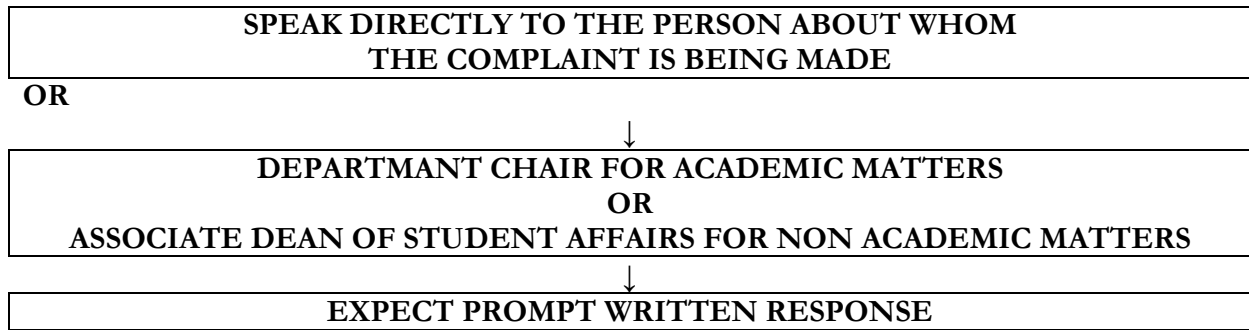 SPEAK DIRECTLY TO THE PERSON ABOUT WHOM
THE COMPLAINT IS BEING MADE
OR
↓
DEPARTMANT CHAIR FOR ACADEMIC MATTERS
OR
ASSOCIATE DEAN OF STUDENT AFFAIRS FOR NON ACADEMIC MATTERS
↓
EXPECT PROMPT WRITTEN RESPONSE